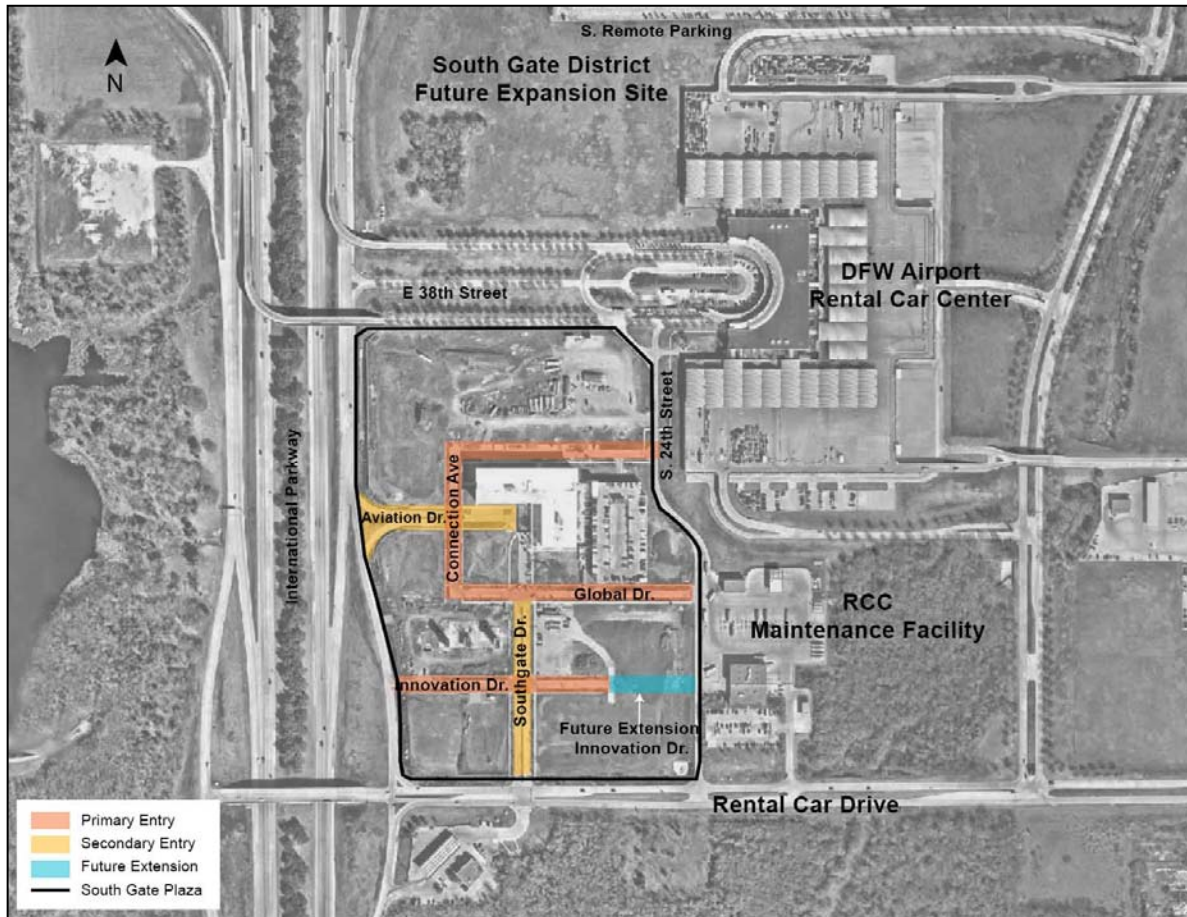 S. Remote Parking
South Gate District
Future Expansion Site
N
E 38th Street
DFW Airport
Rental Car Center
International Parkway
Connection Ave
S. 24th Street
Aviation Dr.
Global Dr.
RCC
Maintenance Facility
Southgate Dr.
Innovation Dr.
Future Extension
Innovation Dr.
Rental Car Drive
Primary Entry
Secondary Entry
Future Extension
South Gate Plaza